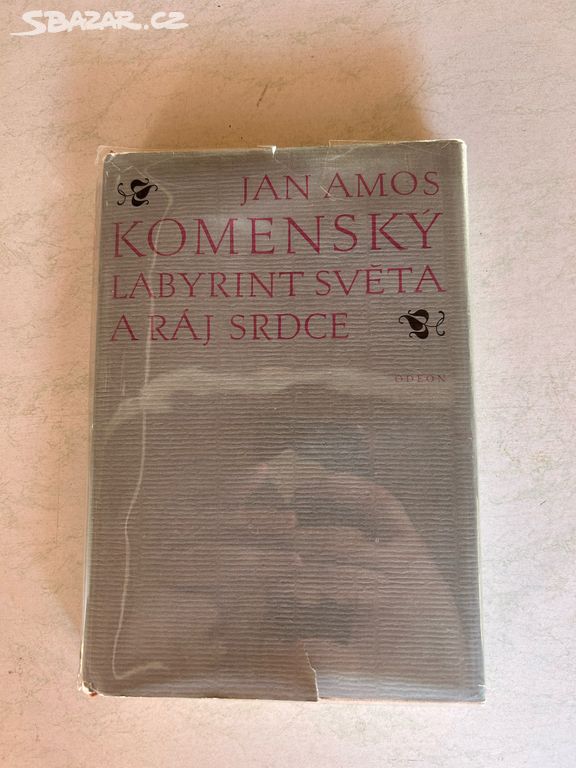 SBAZAR.CZ
JAN AMOS
KOMENSKÝ
LABYRINT SVĚTA
A RÁJ SRDCE
ODEON